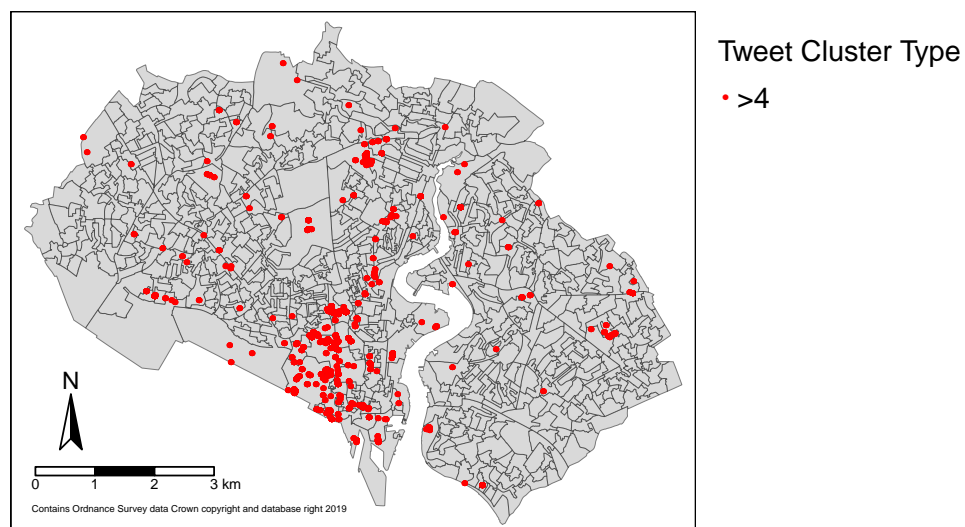 Tweet Cluster Type
>4
N
0 1 2 3 km
Contains Ordnance Survey data Crown copyright and database right 2019